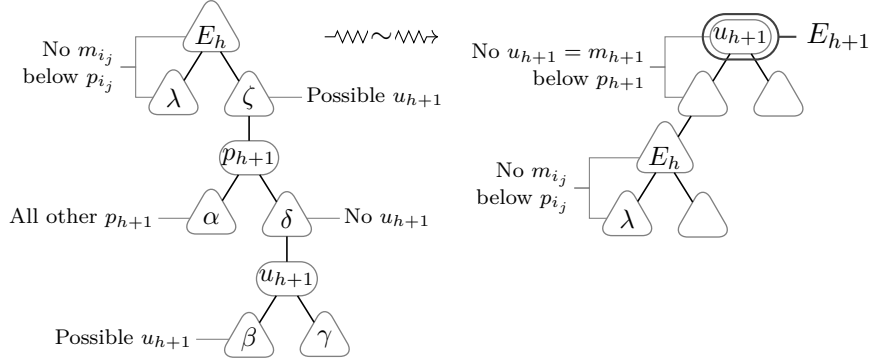 E_h
No m_{i_j}
below p_{i_j}
λ
ζ
Possible u_{h+1}
p_{h+1}
All other p_{h+1}
α
δ
No u_{h+1}
u_{h+1}
Possible u_{h+1}
β
γ
∼
u_{h+1}
E_{h+1}
No u_{h+1} = m_{h+1}
below p_{h+1}
E_h
No m_{i_j}
below p_{i_j}
λ